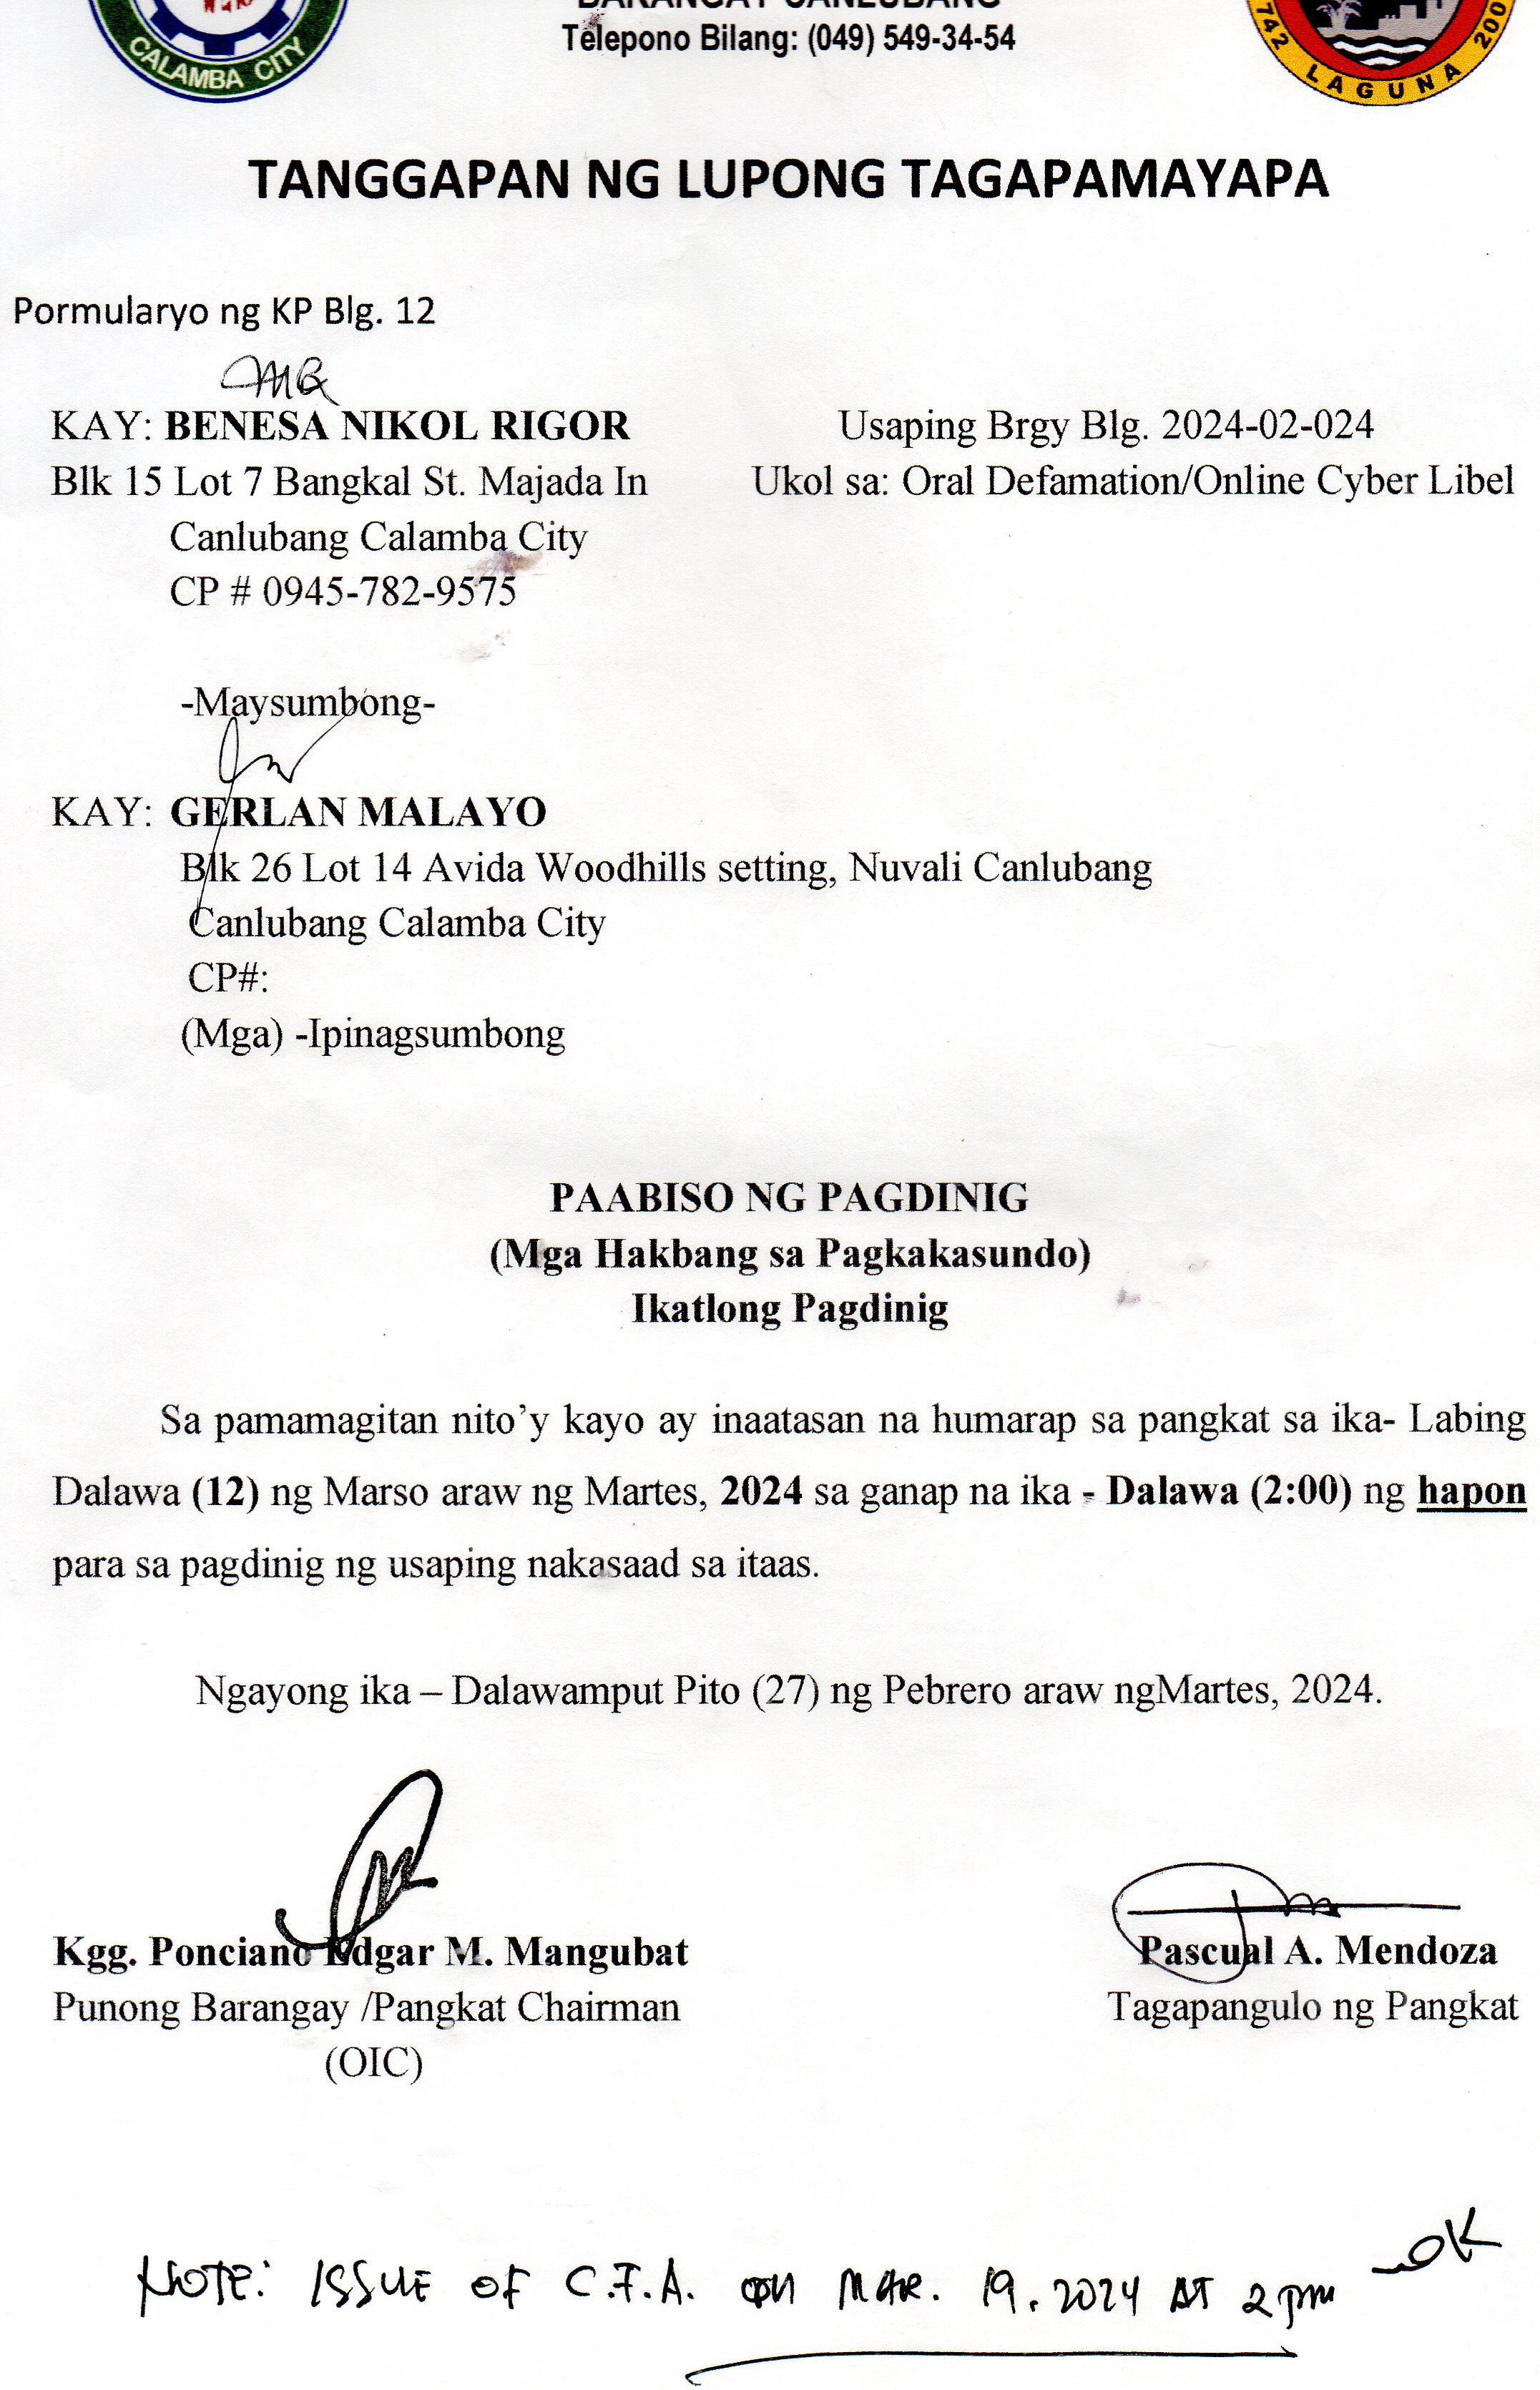 CALAMBA CITY
BARANGAY CANLUBANG
Telepono Bilang: (049) 549-34-54
742 LAGUNA 200
TANGGAPAN NG LUPONG TAGAPAMAYAPA
Pormularyo ng KP Blg. 12
KAY: BENESA NIKOL RIGOR Usaping Brgy Blg. 2024-02-024
Blk 15 Lot 7 Bangkal St. Majada In Ukol sa: Oral Defamation/Online Cyber Libel
Canlubang Calamba City
CP # 0945-782-9575
-Maysumbong-
KAY: GERLAN MALAYO
Blk 26 Lot 14 Avida Woodhills setting, Nuvali Canlubang
Canlubang Calamba City
CP#:
(Mga) -Ipinagsumbong
PAABISO NG PAGDINIG
(Mga Hakbang sa Pagkakasundo)
Ikatlong Pagdinig
Sa pamamagitan nito’y kayo ay inaatasan na humarap sa pangkat sa ika- Labing
Dalawa (12) ng Marso araw ng Martes, 2024 sa ganap na ika - Dalawa (2:00) ng hapon
para sa pagdinig ng usaping nakasaad sa itaas.
Ngayong ika – Dalawamput Pito (27) ng Pebrero araw ngMartes, 2024.
Kgg. Ponciano Edgar M. Mangubat Pascual A. Mendoza
Punong Barangay /Pangkat Chairman Tagapangulo ng Pangkat
(OIC)
NOTE: ISSUE OF C.F.A. ON MAR. 19. 2024 AT 2 pm OK